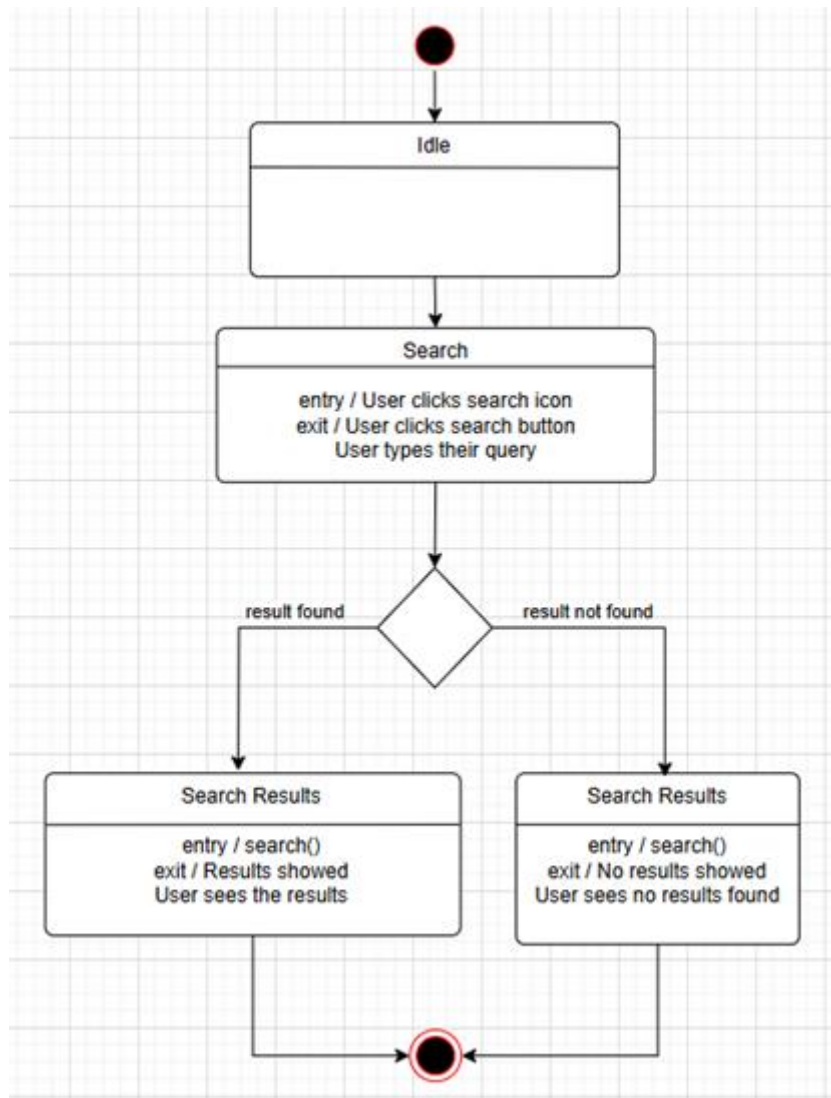 Idle
Search
entry / User clicks search icon
exit / User clicks search button
User types their query
result found
result not found
Search Results
entry / search()
exit / Results showed
User sees the results
Search Results
entry / search()
exit / No results showed
User sees no results found